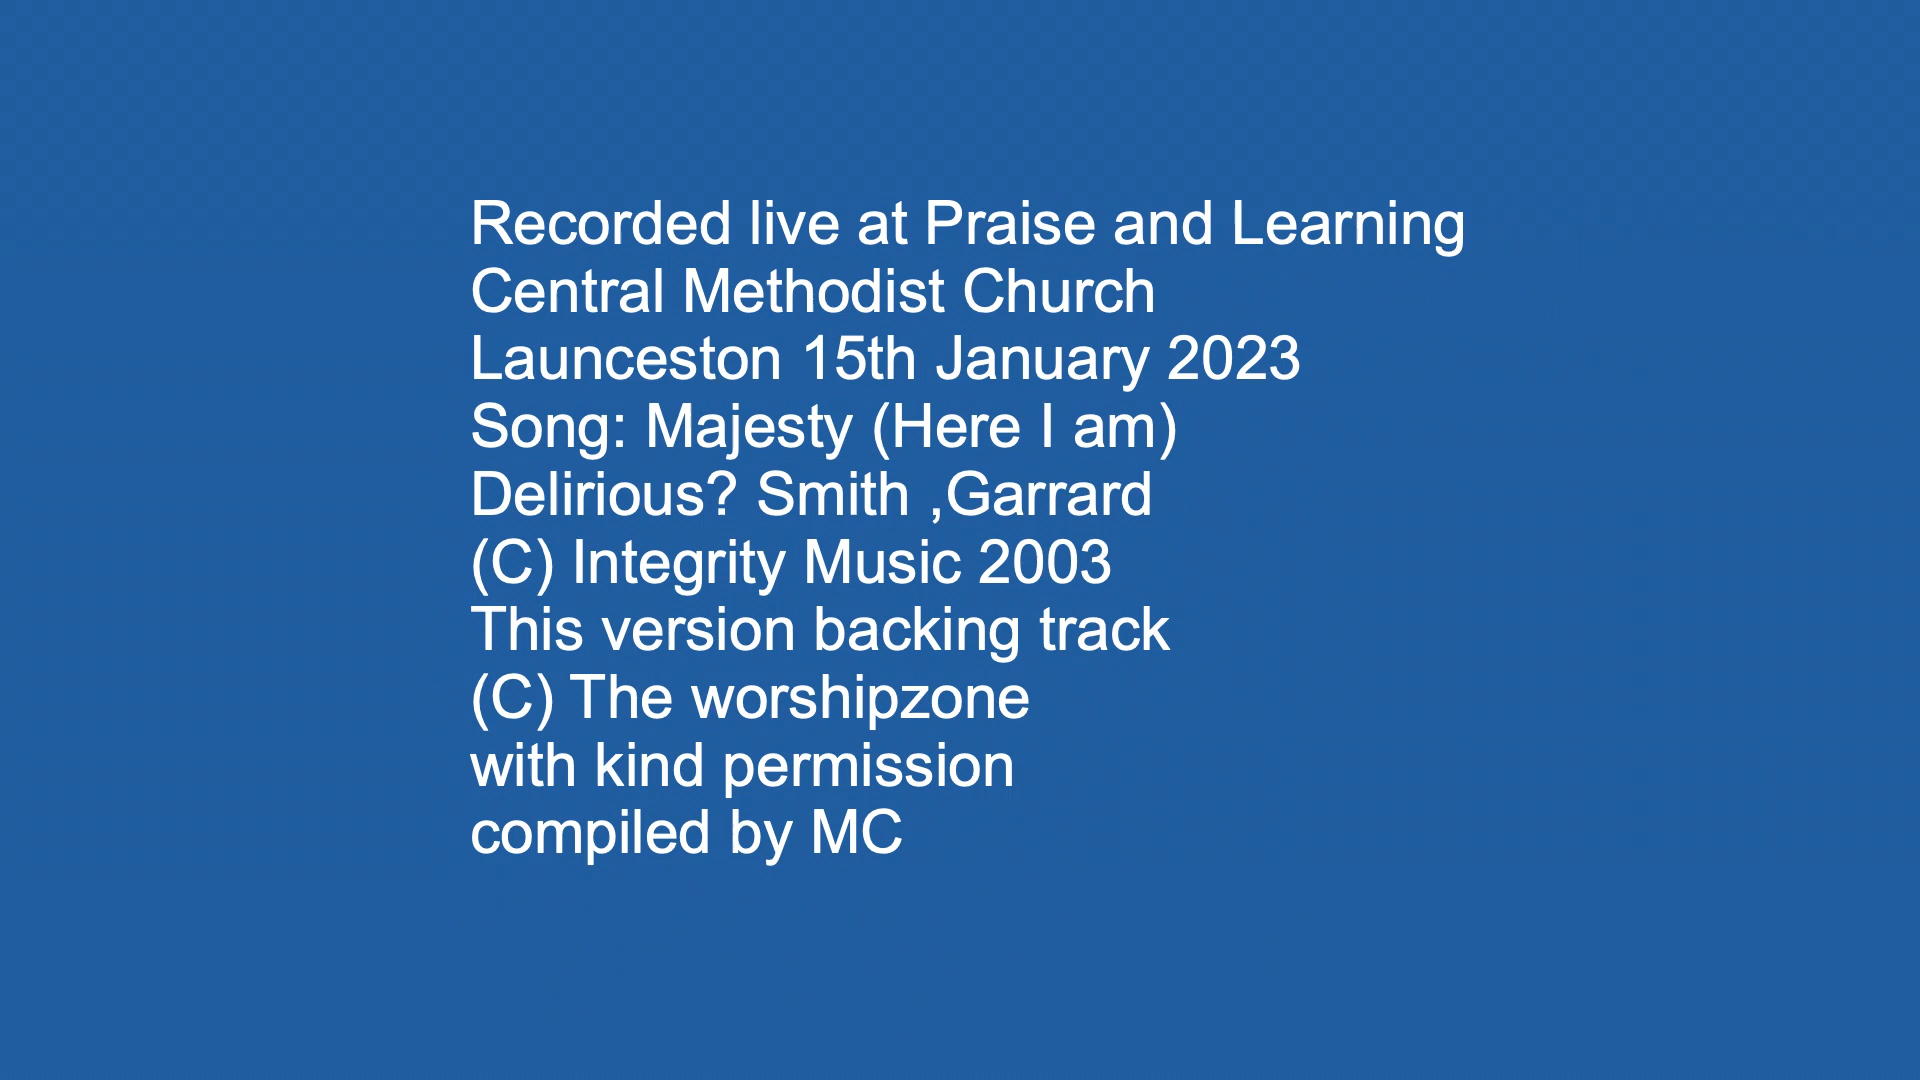 Recorded live at Praise and Learning
Central Methodist Church
Launceston 15th January 2023
Song: Majesty (Here I am)
Delirious? Smith ,Garrard
(C) Integrity Music 2003
This version backing track
(C) The worshipzone
with kind permission
compiled by MC